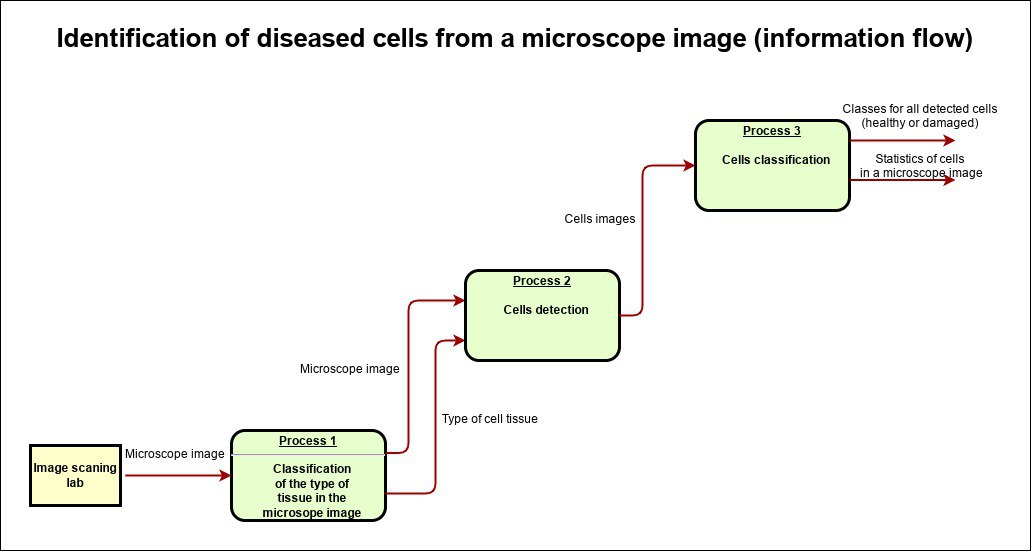 Identification of diseased cells from a microscope image (information flow)
Classes for all detected cells
(healthy or damaged)
Process 3
Cells classification
Statistics of cells
in a microscope image
Cells images
Process 2
Cells detection
Microscope image
Type of cell tissue
Process 1
Microscope image
Image scaning
lab
Classification
of the type of
tissue in the
microsope image